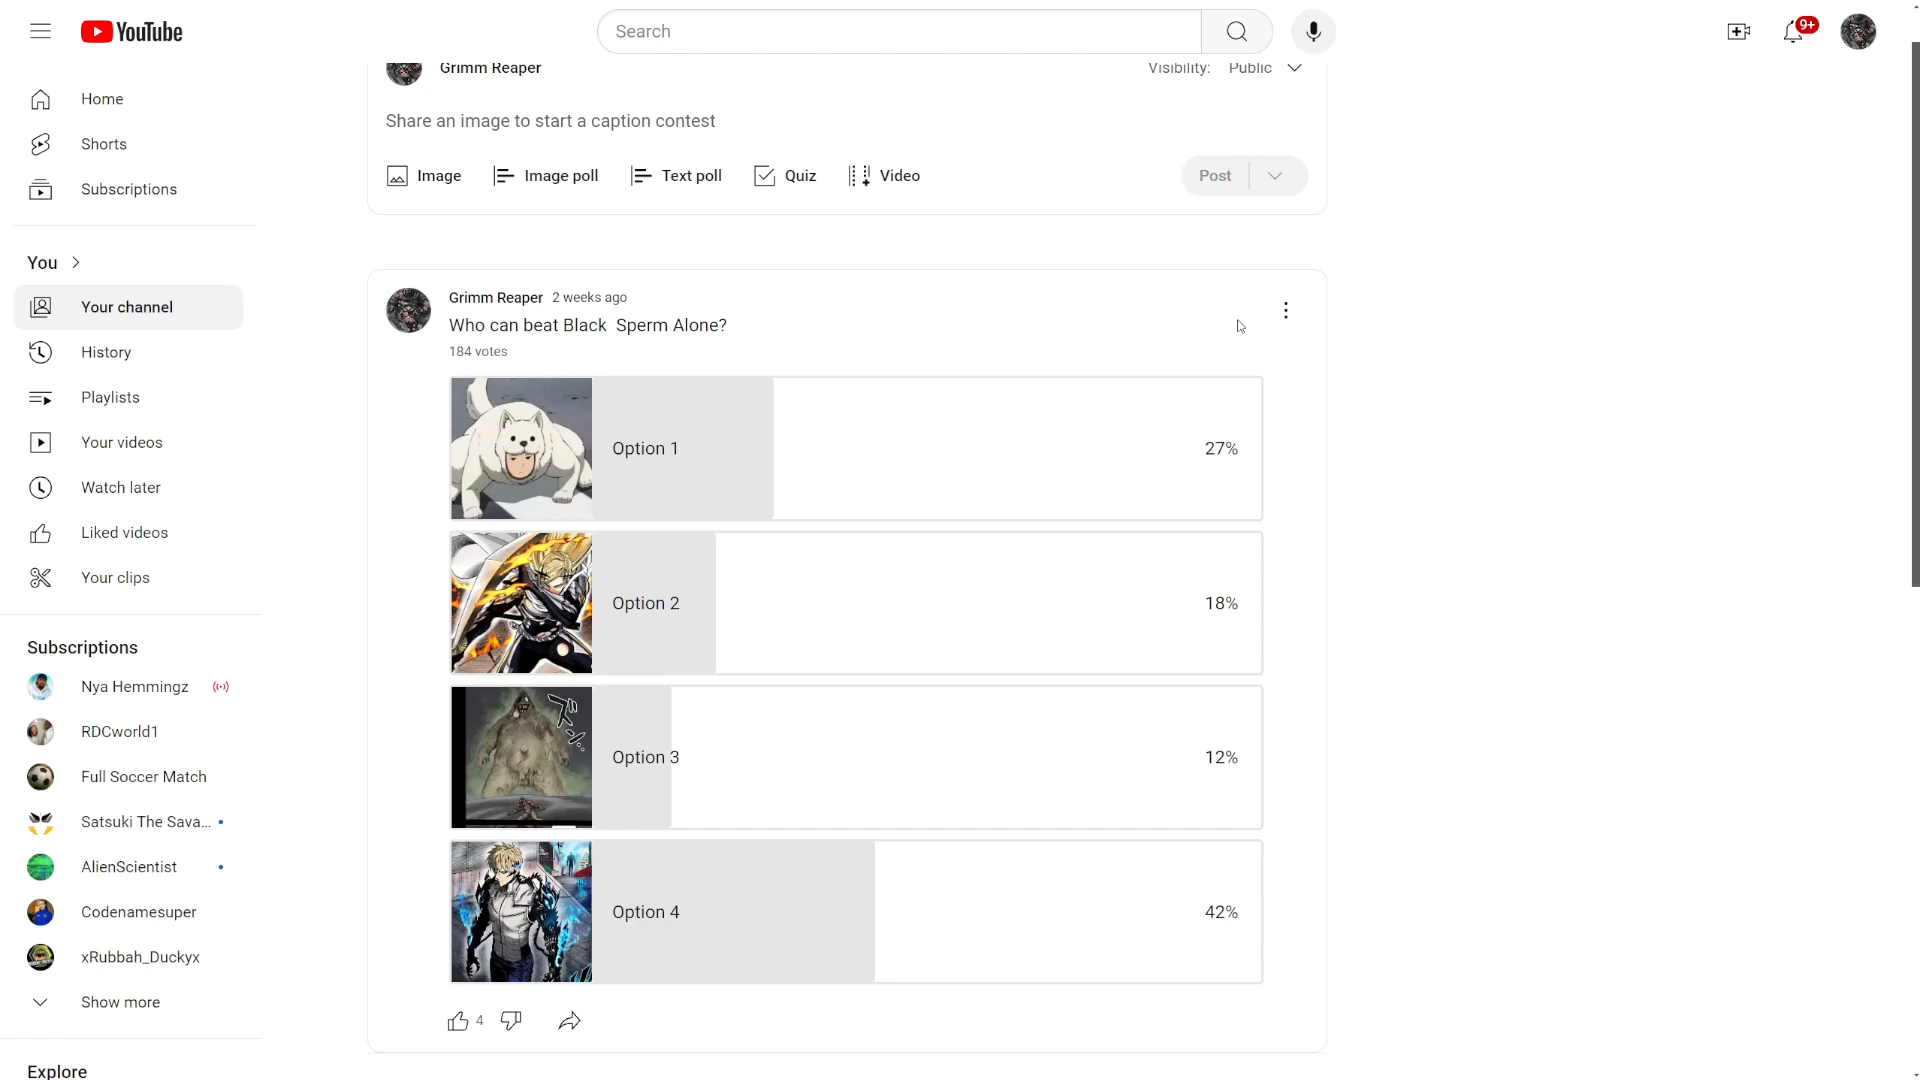 YouTube
Search
9+
Home
Shorts
Subscriptions
You
Your channel
History
Playlists
Your videos
Watch later
Liked videos
Your clips
Subscriptions
Nya Hemmingz
RDCworld1
Full Soccer Match
Satsuki The Sava...
AlienScientist
Codenamesuper
xRubbah_Duckyx
Show more
Explore
Grimm Reaper
Visibility: Public
Share an image to start a caption contest
Image Image poll Text poll Quiz Video Post
Grimm Reaper 2 weeks ago
Who can beat Black Sperm Alone?
184 votes
Option 1 27%
Option 2 18%
Option 3 12%
Option 4 42%
4